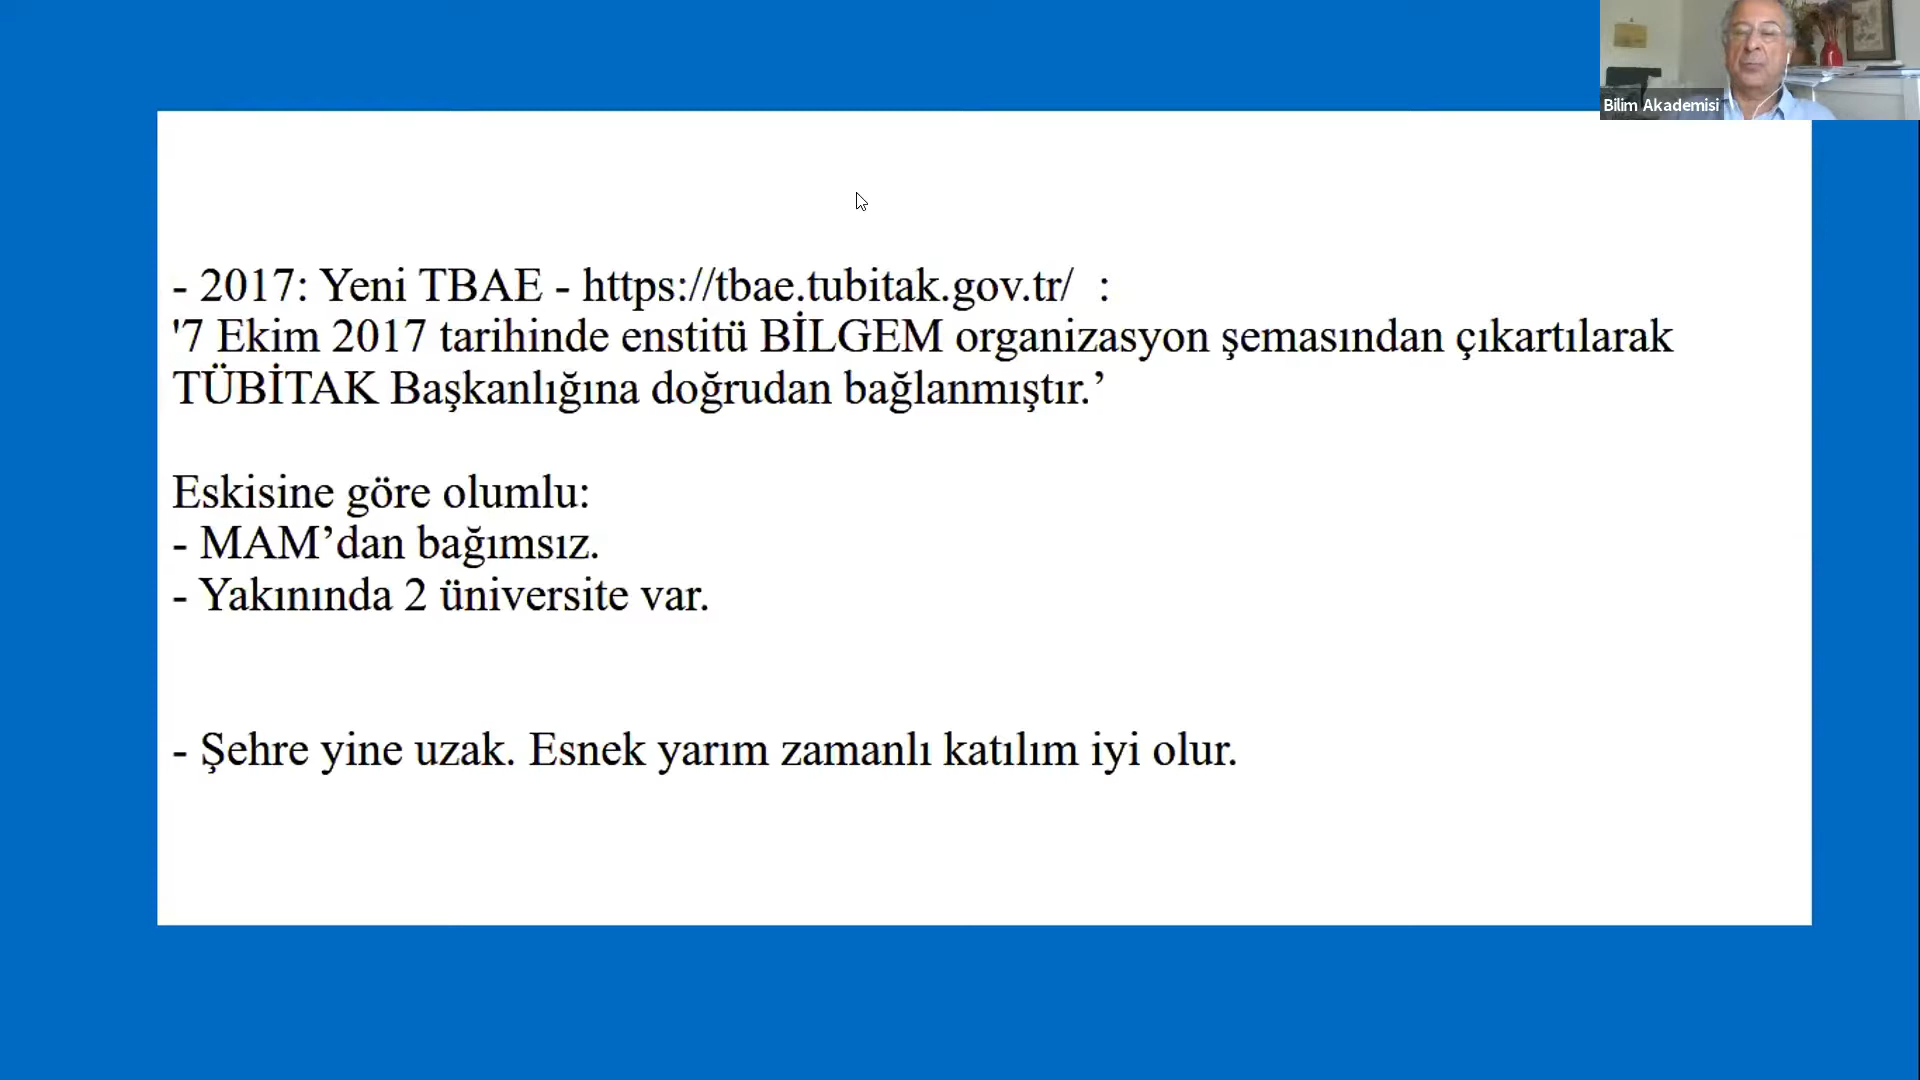 Bilim Akademisi
- 2017: Yeni TBAE - https://tbae.tubitak.gov.tr/ :
'7 Ekim 2017 tarihinde enstitü BİLGEM organizasyon şemasından çıkartılarak
TÜBİTAK Başkanlığına doğrudan bağlanmıştır.’
Eskisine göre olumlu:
- MAM’dan bağımsız.
- Yakınında 2 üniversite var.
- Şehre yine uzak. Esnek yarım zamanlı katılım iyi olur.